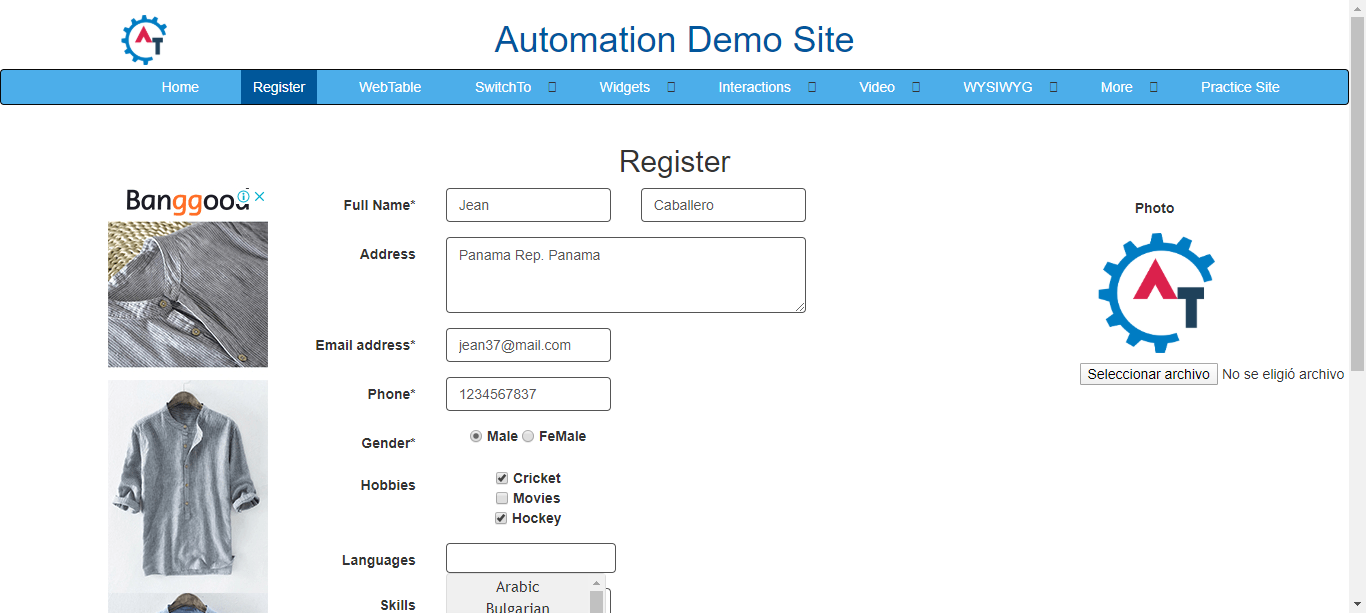 Automation Demo Site
Home Register WebTable SwitchTo Widgets Interactions Video WYSIWYG More Practice Site
Register
Banggood
Full Name* Jean Caballero
Address Panama Rep. Panama
Email address* jean37@mail.com
Phone* 1234567837
Gender* Male FeMale
Hobbies Cricket
Movies
Hockey
Languages
Arabic
Bulgarian
Skills
Photo
AT
Seleccionar archivo No se eligió archivo